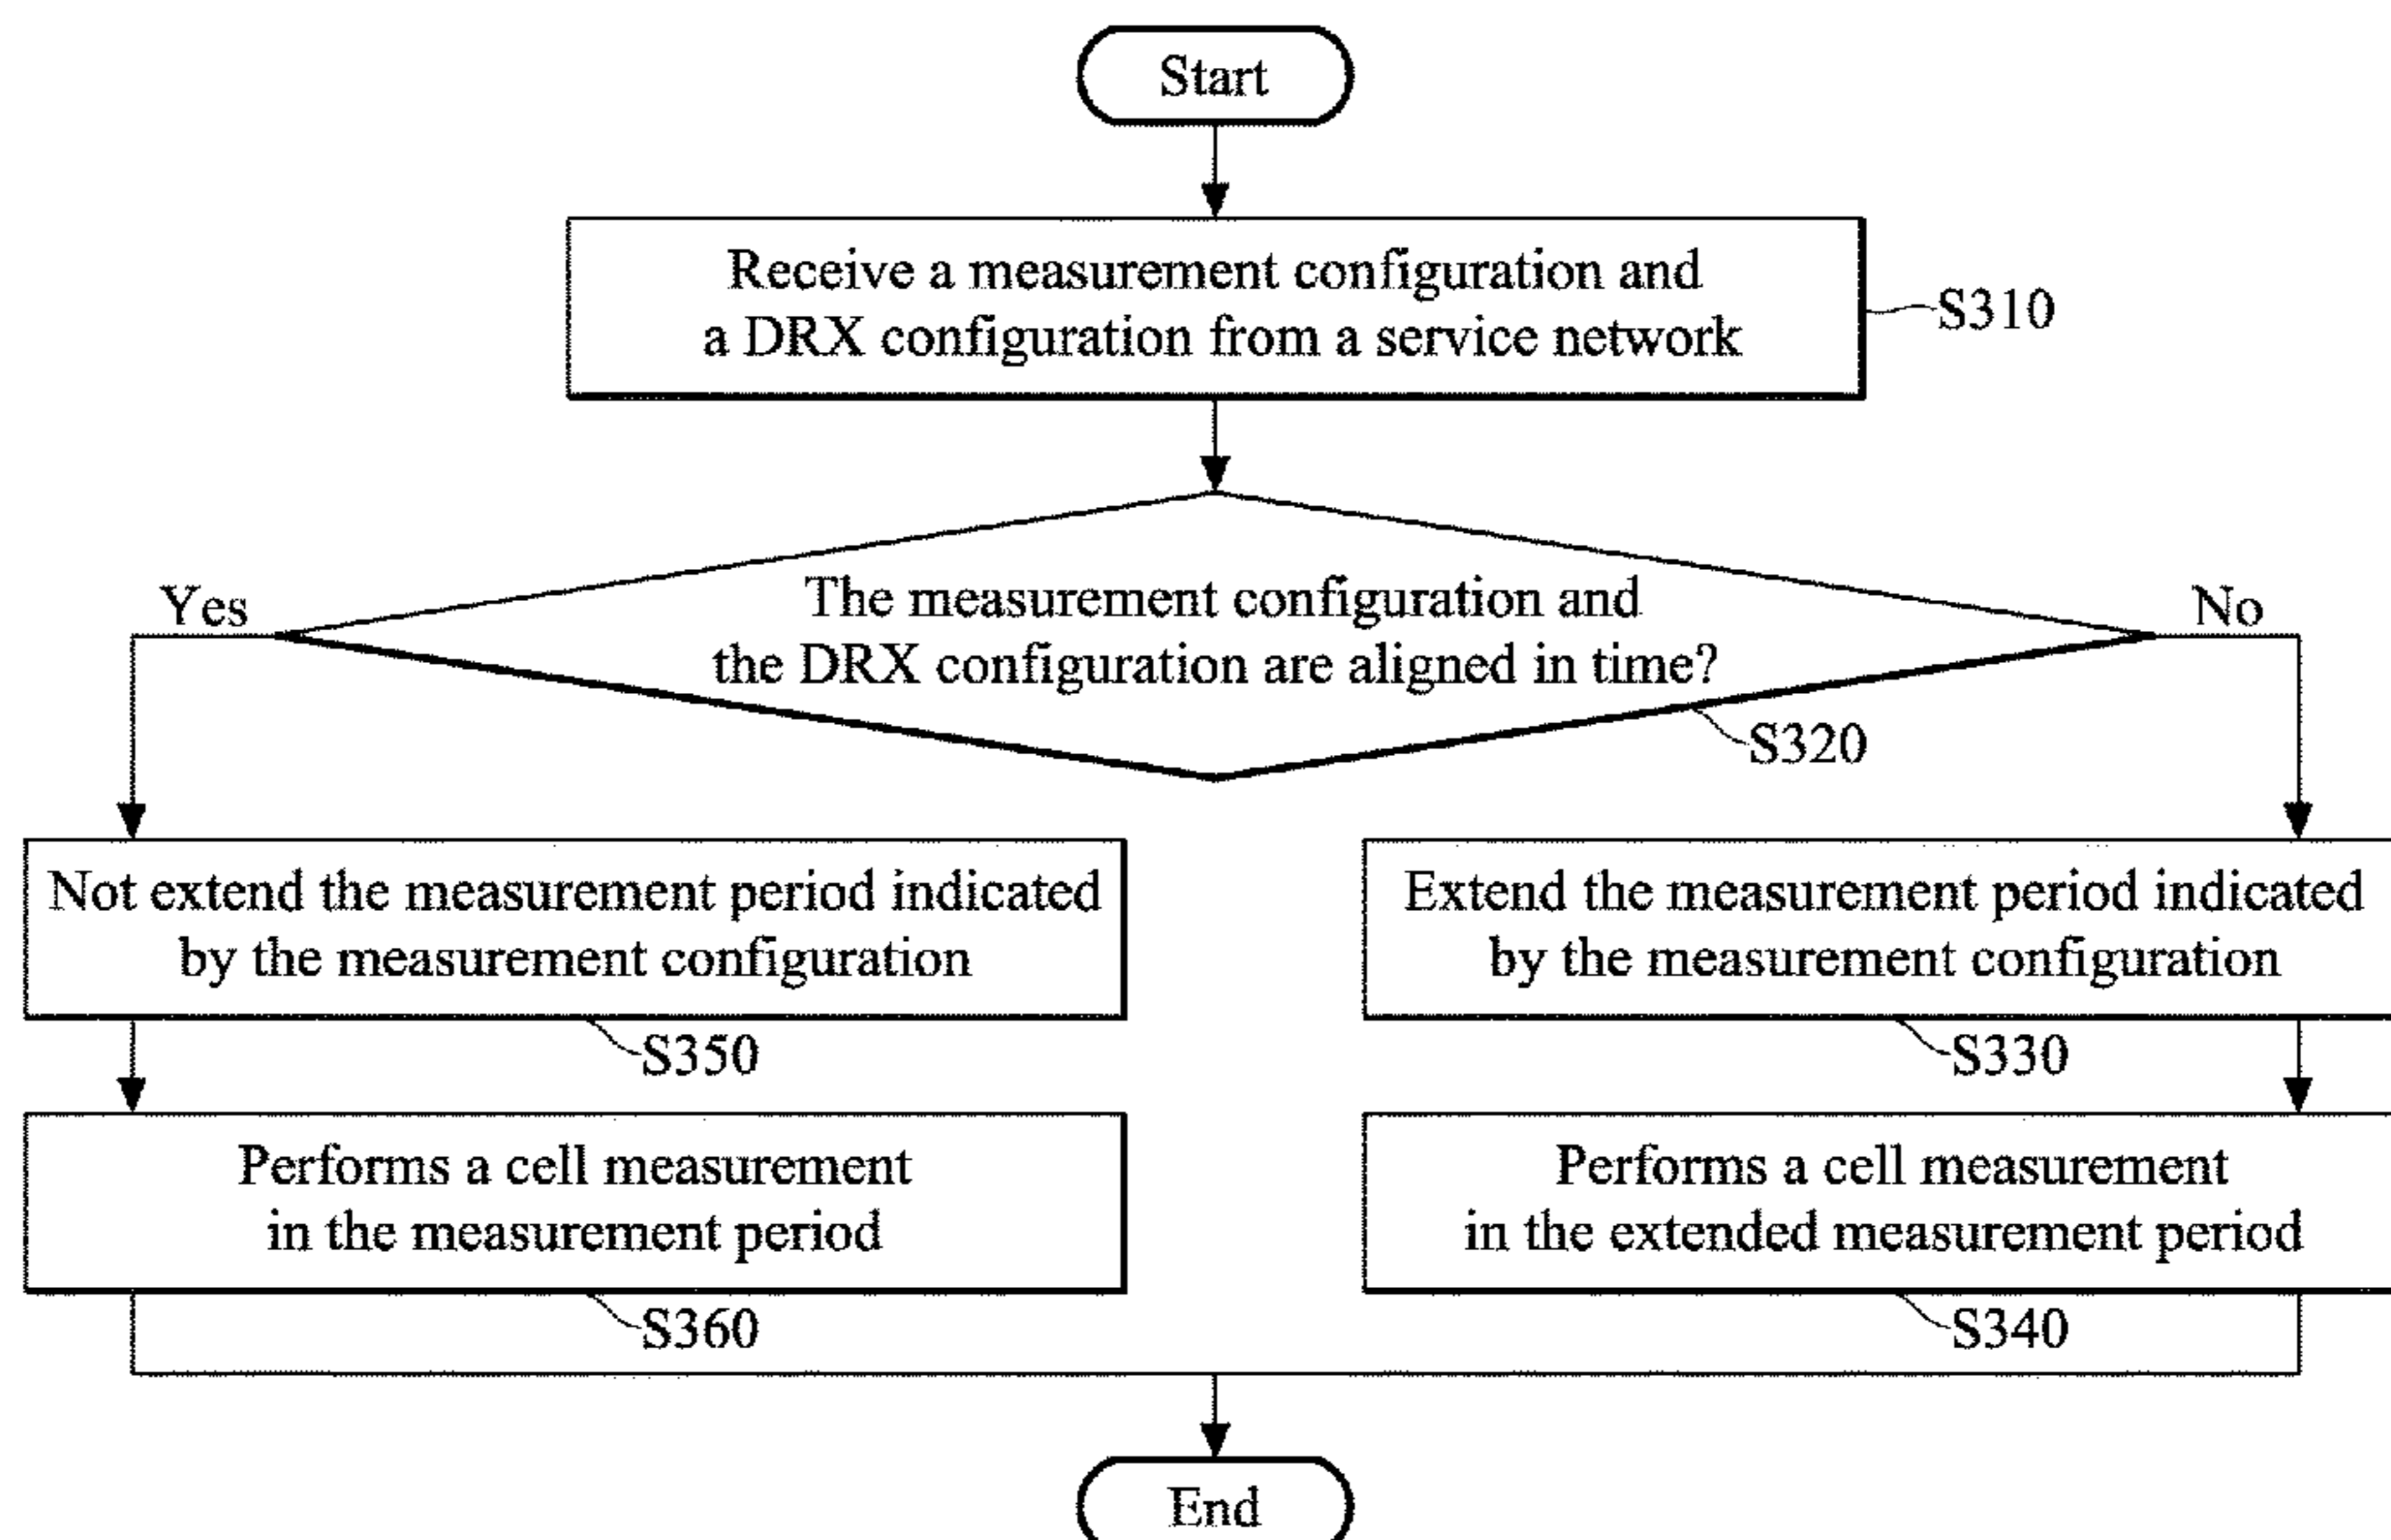 Start
Receive a measurement configuration and
a DRX configuration from a service network
S310
The measurement configuration and
the DRX configuration are aligned in time?
Yes
No
S320
Not extend the measurement period indicated
by the measurement configuration
S350
Extend the measurement period indicated
by the measurement configuration
S330
Performs a cell measurement
in the measurement period
S360
Performs a cell measurement
in the extended measurement period
S340
End